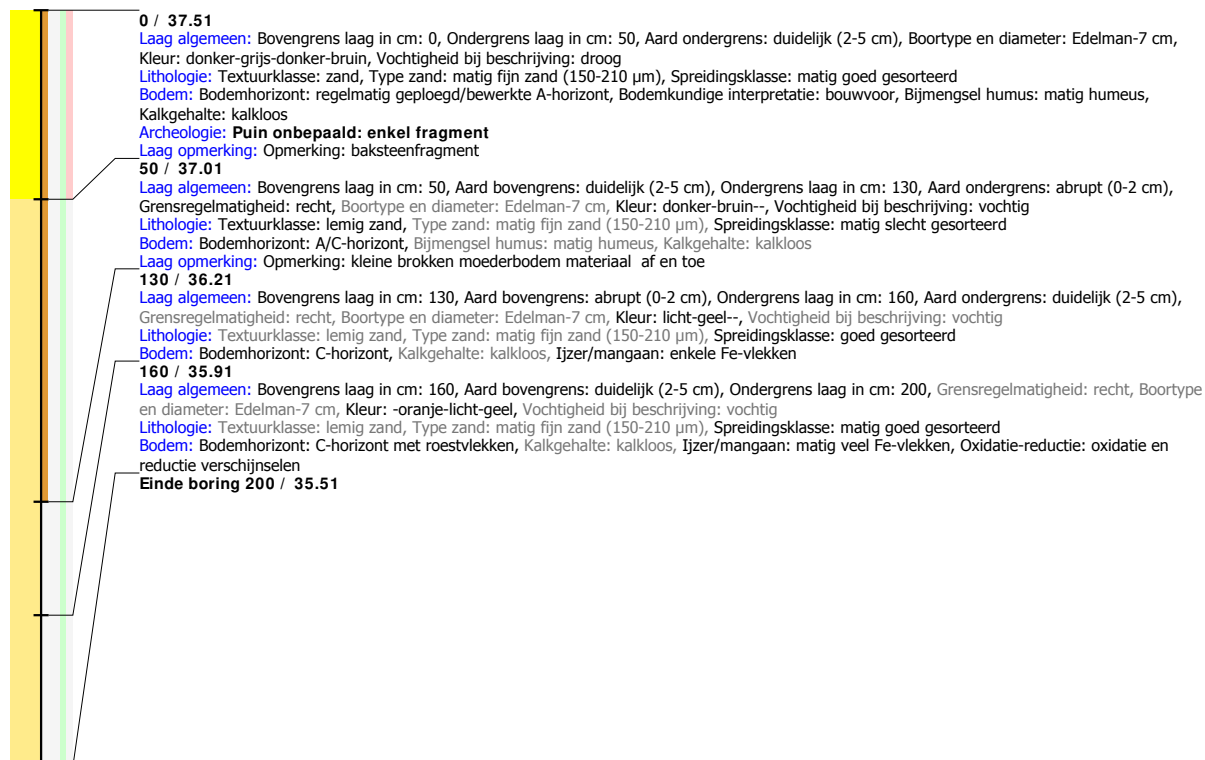 0 / 37.51
Laag algemeen: Bovengrens laag in cm: 0, Ondergrens laag in cm: 50, Aard ondergrens: duidelijk (2-5 cm), Boortype en diameter: Edelman-7 cm,
Kleur: donker-grijs-donker-bruin, Vochtigheid bij beschrijving: droog
Lithologie: Textuurklasse: zand, Type zand: matig fijn zand (150-210 µm), Spreidingsklasse: matig goed gesorteerd
Bodem: Bodemhorizont: regelmatig geploegd/bewerkte A-horizont, Bodemkundige interpretatie: bouwvoor, Bijmengsel humus: matig humeus,
Kalkgehalte: kalkloos
Archeologie: Puin onbepaald: enkel fragment
Laag opmerking: Opmerking: baksteenfragment
50 / 37.01
Laag algemeen: Bovengrens laag in cm: 50, Aard bovengrens: duidelijk (2-5 cm), Ondergrens laag in cm: 130, Aard ondergrens: abrupt (0-2 cm),
Grensregelmatigheid: recht, Boortype en diameter: Edelman-7 cm, Kleur: donker-bruin--, Vochtigheid bij beschrijving: vochtig
Lithologie: Textuurklasse: lemig zand, Type zand: matig fijn zand (150-210 µm), Spreidingsklasse: matig slecht gesorteerd
Bodem: Bodemhorizont: A/C-horizont, Bijmengsel humus: matig humeus, Kalkgehalte: kalkloos
Laag opmerking: Opmerking: kleine brokken moederbodem materiaal  af en toe
130 / 36.21
Laag algemeen: Bovengrens laag in cm: 130, Aard bovengrens: abrupt (0-2 cm), Ondergrens laag in cm: 160, Aard ondergrens: duidelijk (2-5 cm),
Grensregelmatigheid: recht, Boortype en diameter: Edelman-7 cm, Kleur: licht-geel--, Vochtigheid bij beschrijving: vochtig
Lithologie: Textuurklasse: lemig zand, Type zand: matig fijn zand (150-210 µm), Spreidingsklasse: goed gesorteerd
Bodem: Bodemhorizont: C-horizont, Kalkgehalte: kalkloos, Ijzer/mangaan: enkele Fe-vlekken
160 / 35.91
Laag algemeen: Bovengrens laag in cm: 160, Aard bovengrens: duidelijk (2-5 cm), Ondergrens laag in cm: 200, Grensregelmatigheid: recht, Boortype
en diameter: Edelman-7 cm, Kleur: -oranje-licht-geel, Vochtigheid bij beschrijving: vochtig
Lithologie: Textuurklasse: lemig zand, Type zand: matig fijn zand (150-210 µm), Spreidingsklasse: matig goed gesorteerd
Bodem: Bodemhorizont: C-horizont met roestvlekken, Kalkgehalte: kalkloos, Ijzer/mangaan: matig veel Fe-vlekken, Oxidatie-reductie: oxidatie en
reductie verschijnselen
Einde boring 200 / 35.51